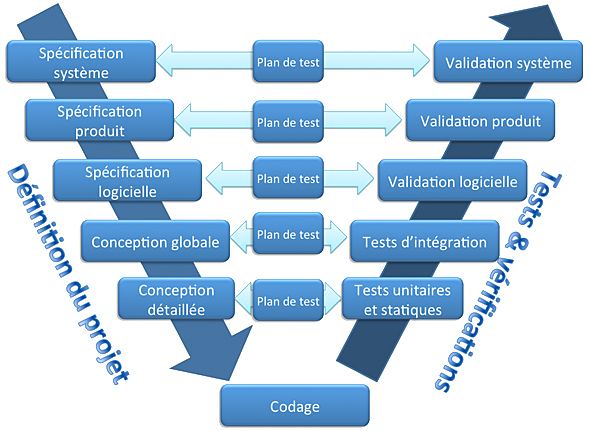 Spécification
système
Plan de test
Validation système
Spécification
produit
Plan de test
Validation produit
Spécification
logicielle
Plan de test
Validation logicielle
Conception globale
Plan de test
Tests d'intégration
Conception
détaillée
Plan de test
Tests unitaires
et statiques
Codage
Définition du projet
Tests & vérifications